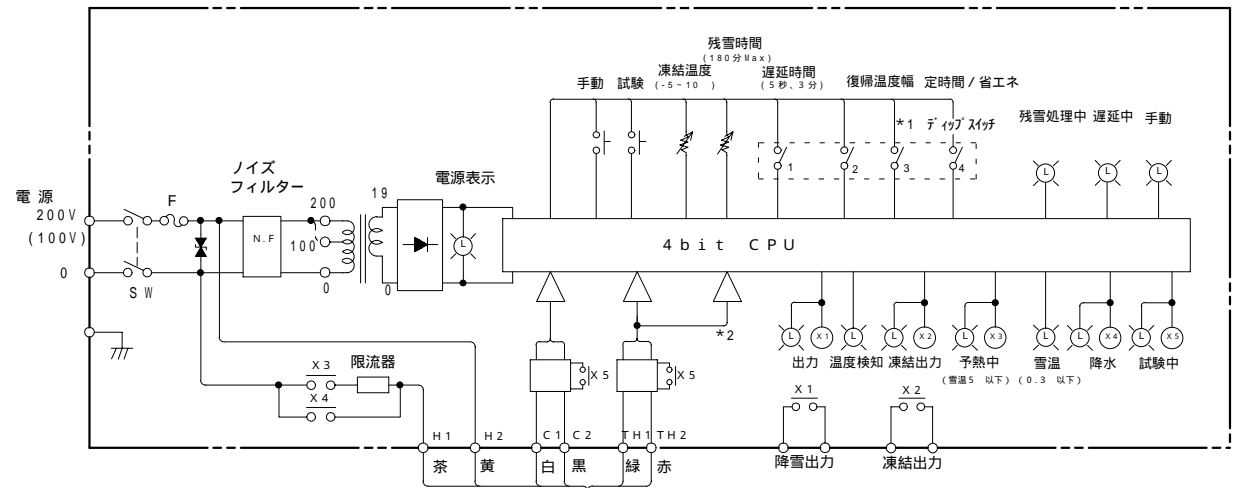 残雪時間
(180分Max)
手動 試験 凍結温度 遅延時間 復帰温度幅 定時間/省エネ
(-5~10 ) (5秒、3分)
*1 ディップスイッチ
残雪処理中 遅延中 手動
1 2 3 4
L L L
ノイズ
フィルター
電源表示
電 源
200V
(100V)
0
F
SW
N.F
200
100
0
19
0
L
4bit CPU
*2
L X1 L L X2 L X3 L L X4 L X5
出力 温度検知 凍結出力 予熱中 雪温 降水 試験中
(雪温5 以下) (0.3 以下)
X3 限流器
X4
X5 X5
X1 X2
H1 H2 C1 C2 TH1 TH2
茶 黄 白 黒 緑 赤
降雪出力 凍結出力